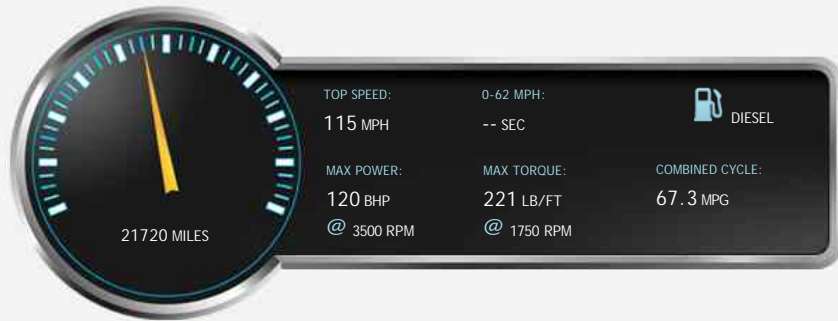 TOP SPEED:
115 MPH
0-62 MPH:
-- SEC
DIESEL
MAX POWER:
120 BHP
@ 3500 RPM
MAX TORQUE:
221 LB/FT
@ 1750 RPM
COMBINED CYCLE:
67.3 MPG
21720 MILES